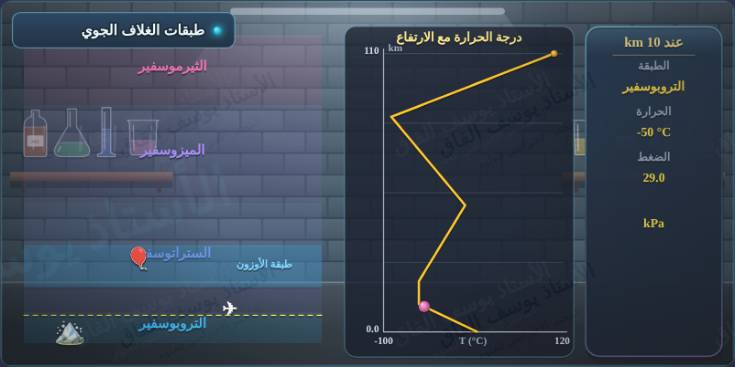 طبقات الغلاف الجوي
الثيرموسفير
الميزوسفير
الستراتوسف
طبقة الأوزون
التروبوسفير
درجة الحرارة مع الارتفاع
110
km
0.0
-100
T (°C)
120
عند 10 km
الطبقة
التروبوسفير
الحرارة
-50 °C
الضغط
29.0
kPa